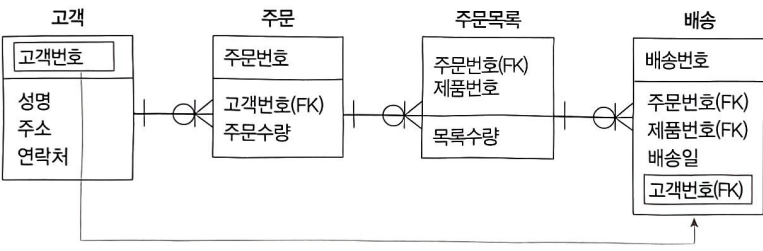 고객
고객번호
성명
주소
연락처
주문
주문번호
고객번호(FK)
주문수량
주문목록
주문번호(FK)
제품번호
목록수량
배송
배송번호
주문번호(FK)
제품번호(FK)
배송일
고객번호(FK)